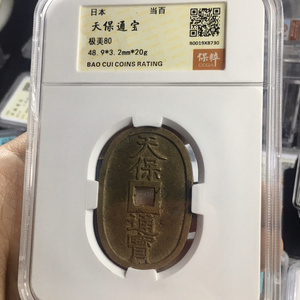 日本 当百
天保通宝
极美80
48.9*3.2mm*20g
BAO CUI COINS RATING
保粹
天保
通寶